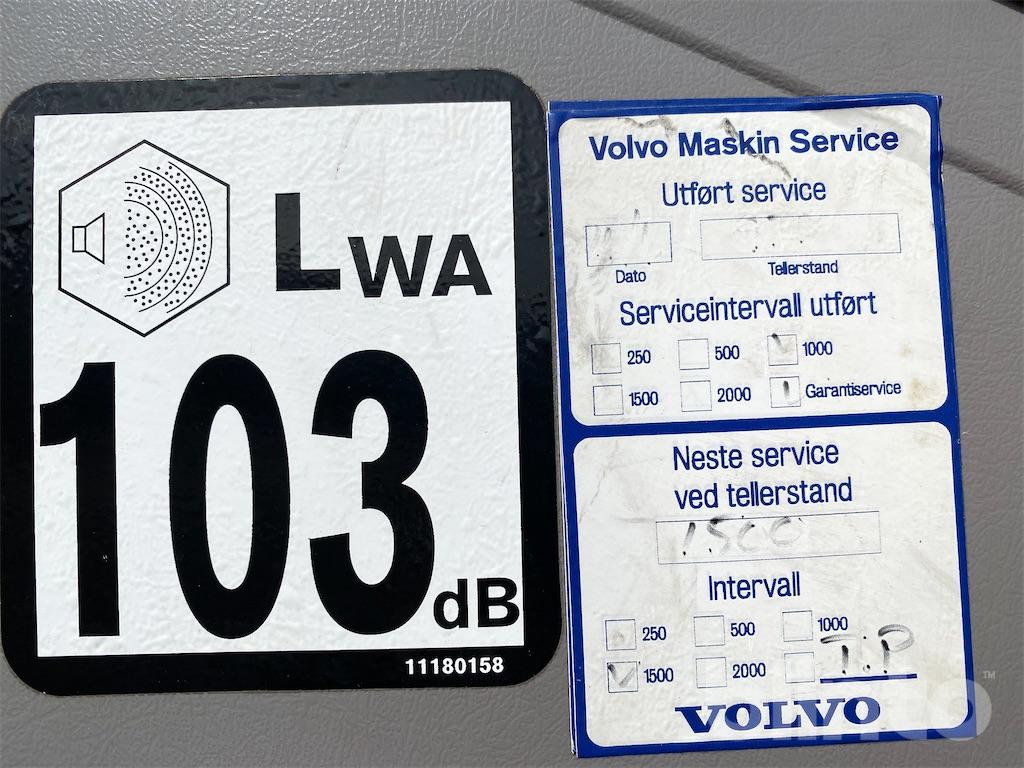 LWA
103
dB
11180158
Volvo Maskin Service
Utført service
Dato Tellerstand
Serviceintervall utført
250 500 1000
1500 2000 Garantiservice
Neste service
ved tellerstand
1500
Intervall
250 500 1000
1500 2000 T.P
VOLVO